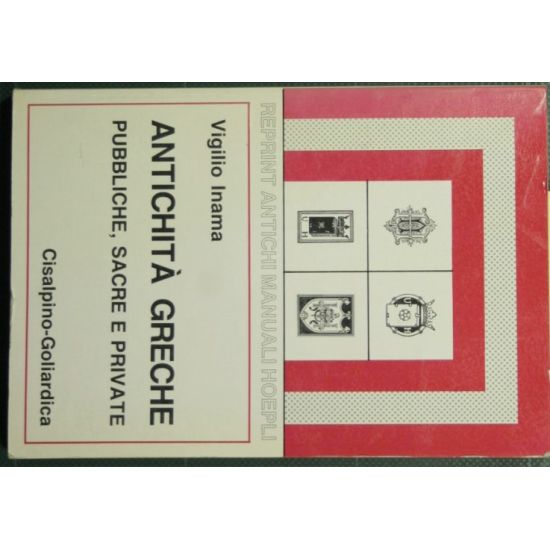 REPRINT ANTICHI MANUALI HOEPLI
Vigilio Inama
ANTICHITÀ GRECHE
PUBBLICHE, SACRE E PRIVATE
Cisalpino-Goliardica